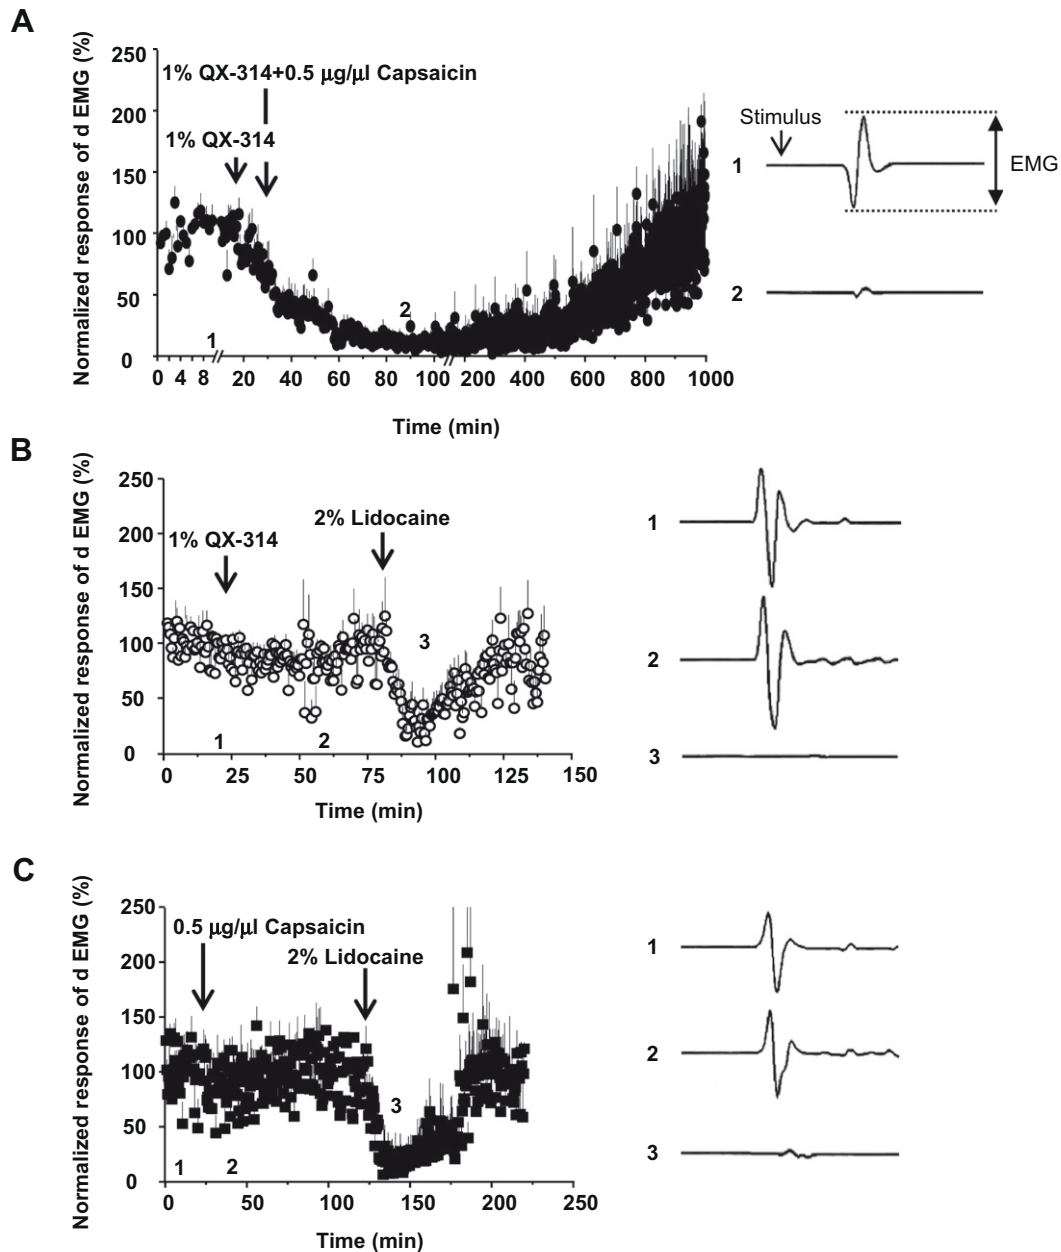 A
Normalized response of d EMG (%)
250
200
150
100
50
0
1% QX-314+0.5 µg/µl Capsaicin
1% QX-314
1
2
0 4 8 20 40 60 80 100 200 400 600 800 1000
Time (min)
Stimulus
1
EMG
2
B
Normalized response of d EMG (%)
250
200
150
100
50
0
1% QX-314
2% Lidocaine
3
1
2
0 25 50 75 100 125 150
Time (min)
1
2
3
C
Normalized response of d EMG (%)
250
200
150
100
50
0
0.5 µg/µl Capsaicin
2% Lidocaine
3
1
2
0 50 100 150 200 250
Time (min)
1
2
3